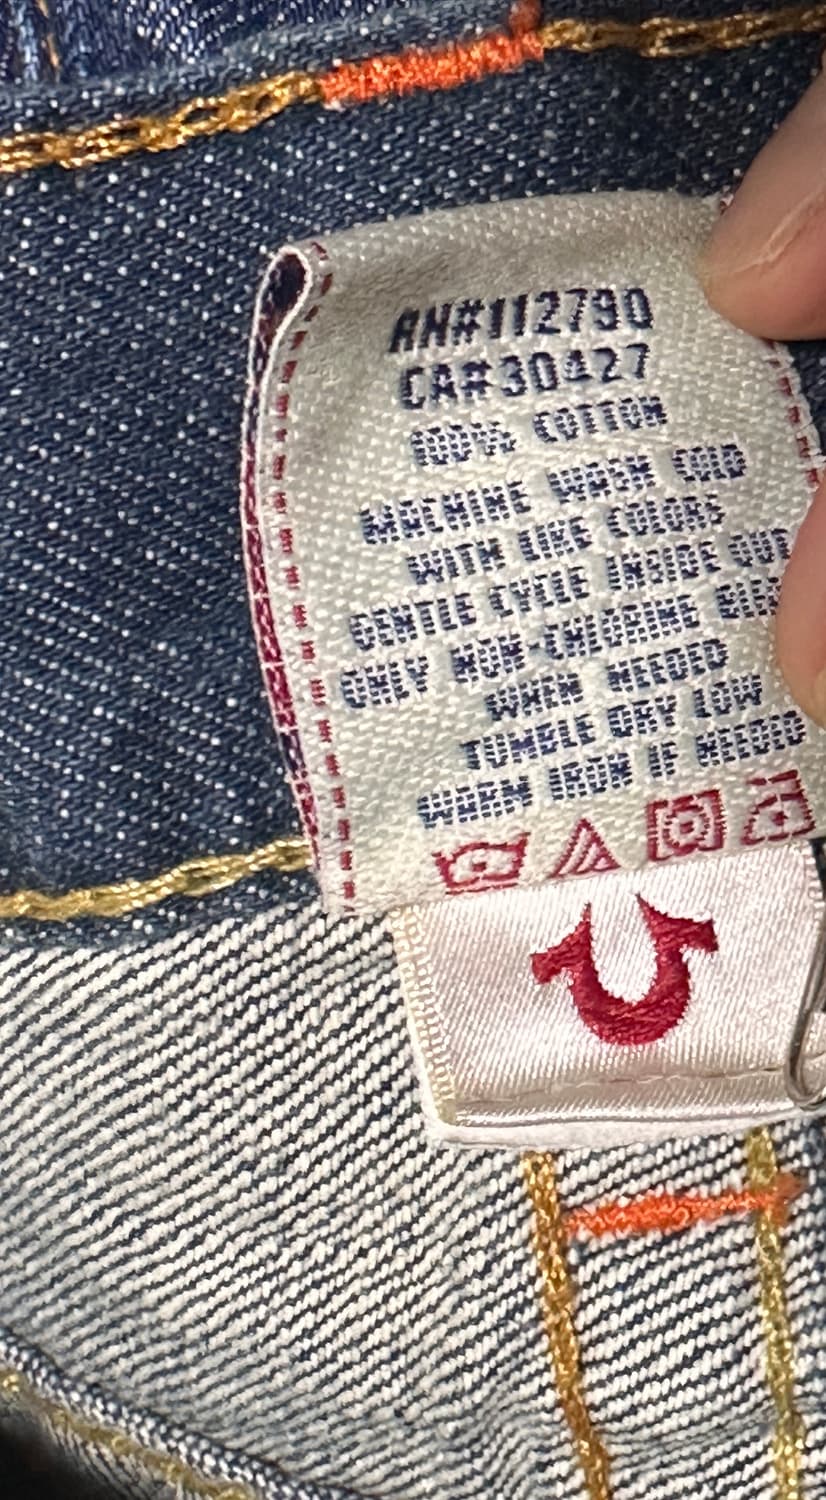 RN#112790
CA#30427
100% COTTON
MACHINE WASH COLD
WITH LIKE COLORS
GENTLE CYCLE INSIDE OUT
ONLY NON-CHLORINE
WHEN NEEDED
TUMBLE DRY LOW
WARM IRON IF NEEDED